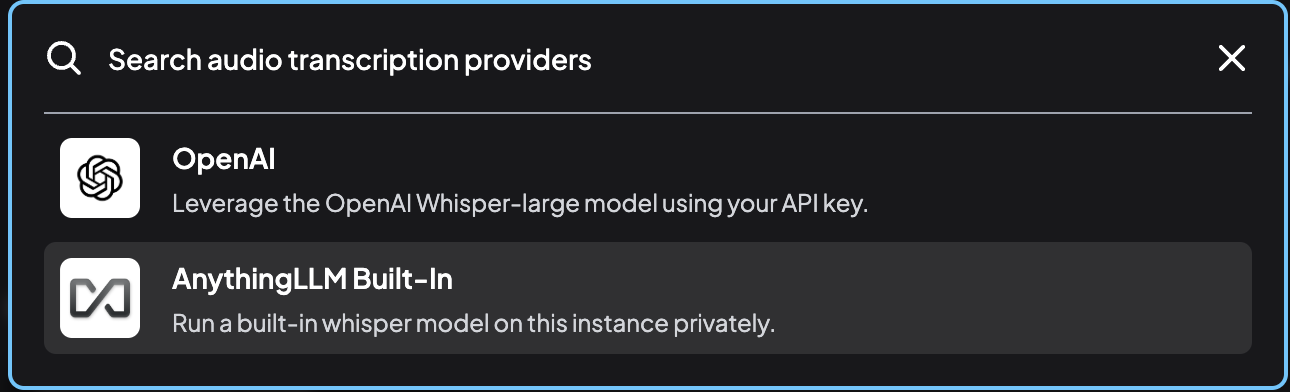 Search audio transcription providers
OpenAI
Leverage the OpenAI Whisper-large model using your API key.
AnythingLLM Built-In
Run a built-in whisper model on this instance privately.